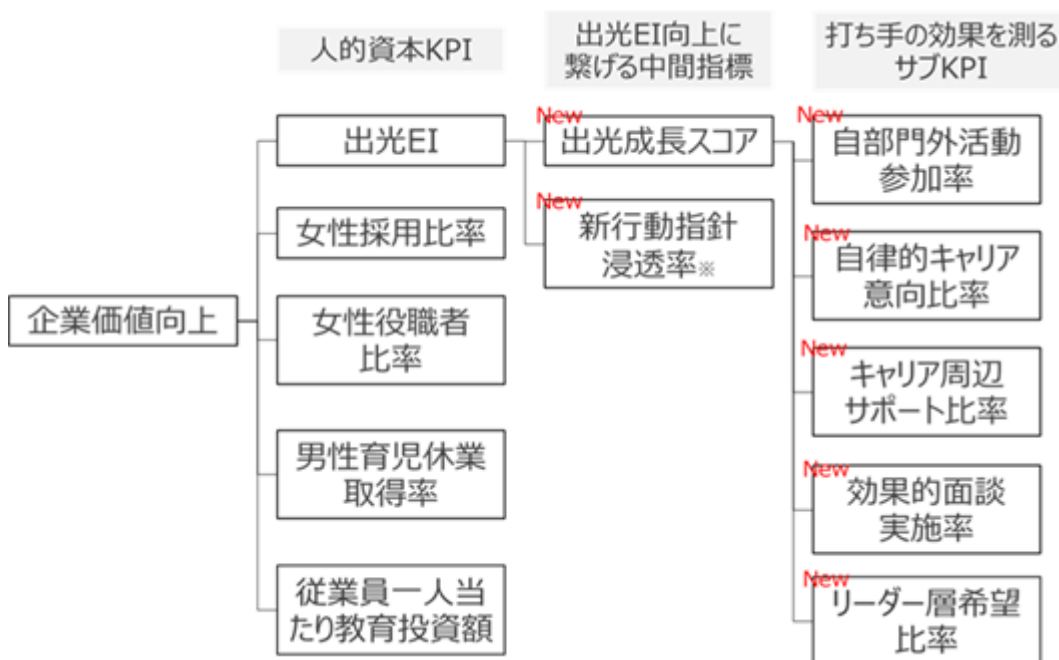 人的資本KPI
出光EI向上に
繋げる中間指標
打ち手の効果を測る
サブKPI
企業価値向上
出光EI
女性採用比率
女性役職者
比率
男性育児休業
取得率
従業員一人当
たり教育投資額
New
出光成長スコア
New
新行動指針
浸透率※
New
自部門外活動
参加率
New
自律的キャリア
意向比率
New
キャリア周辺
サポート比率
New
効果的面談
実施率
New
リーダー層希望
比率